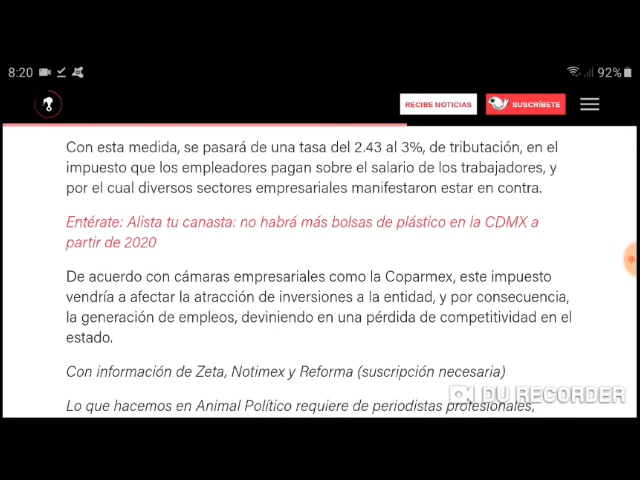 8:20
92%
RECIBE NOTICIAS
SUSCRÍBETE
Con esta medida, se pasará de una tasa del 2.43 al 3%, de tributación, en el
impuesto que los empleadores pagan sobre el salario de los trabajadores, y
por el cual diversos sectores empresariales manifestaron estar en contra.
Entérate: Alista tu canasta: no habrá más bolsas de plástico en la CDMX a
partir de 2020
De acuerdo con cámaras empresariales como la Coparmex, este impuesto
vendría a afectar la atracción de inversiones a la entidad, y por consecuencia,
la generación de empleos, deviniendo en una pérdida de competitividad en el
estado.
Con información de Zeta, Notimex y Reforma (suscripción necesaria)
DU RECORDER
Lo que hacemos en Animal Político requiere de periodistas profesionales,